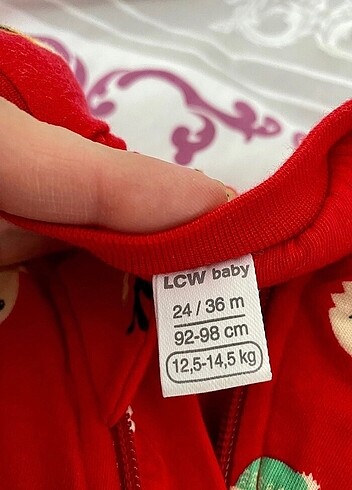 LCW baby
24 / 36 m
92-98 cm
12,5-14,5 kg